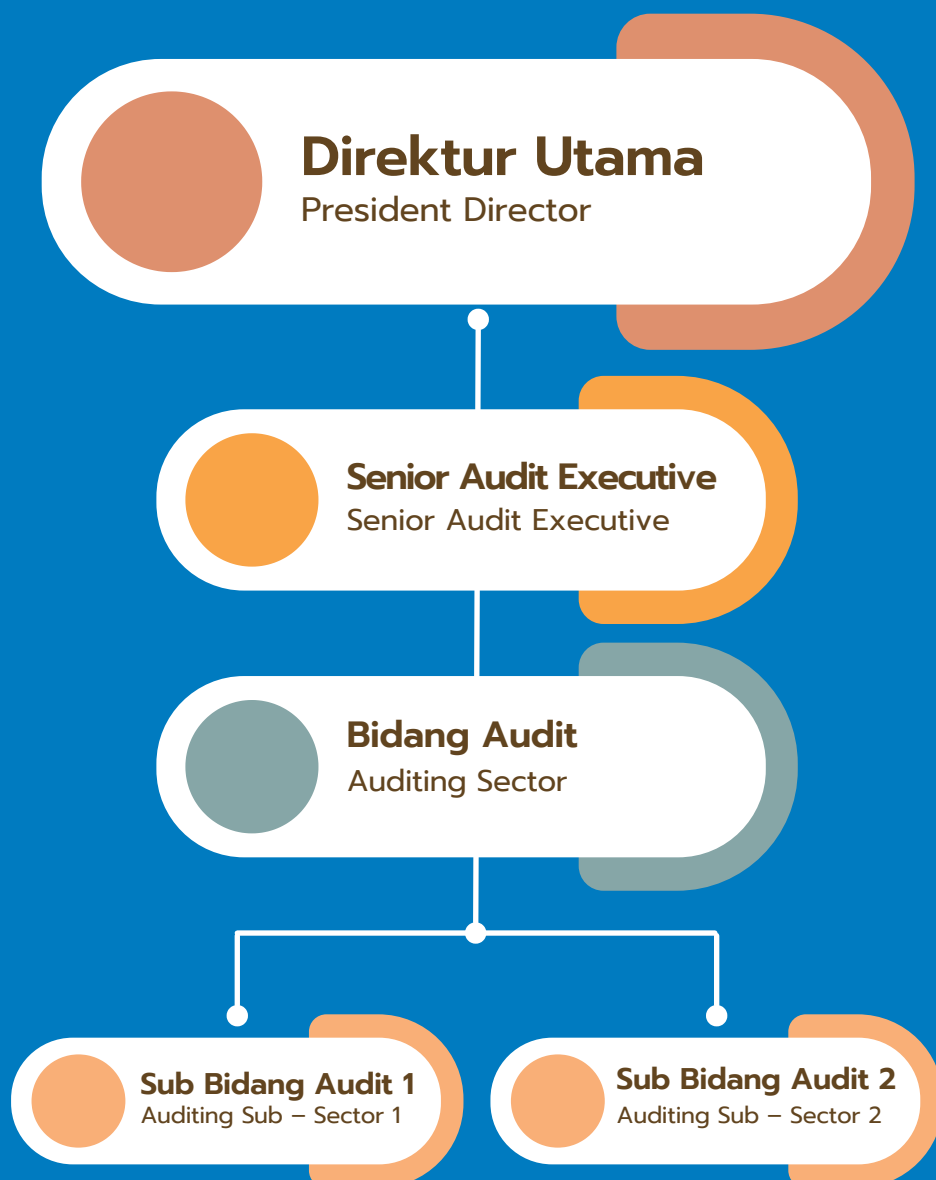 Direktur Utama
President Director
Senior Audit Executive
Senior Audit Executive
Bidang Audit
Auditing Sector
Sub Bidang Audit 1
Auditing Sub – Sector 1
Sub Bidang Audit 2
Auditing Sub – Sector 2